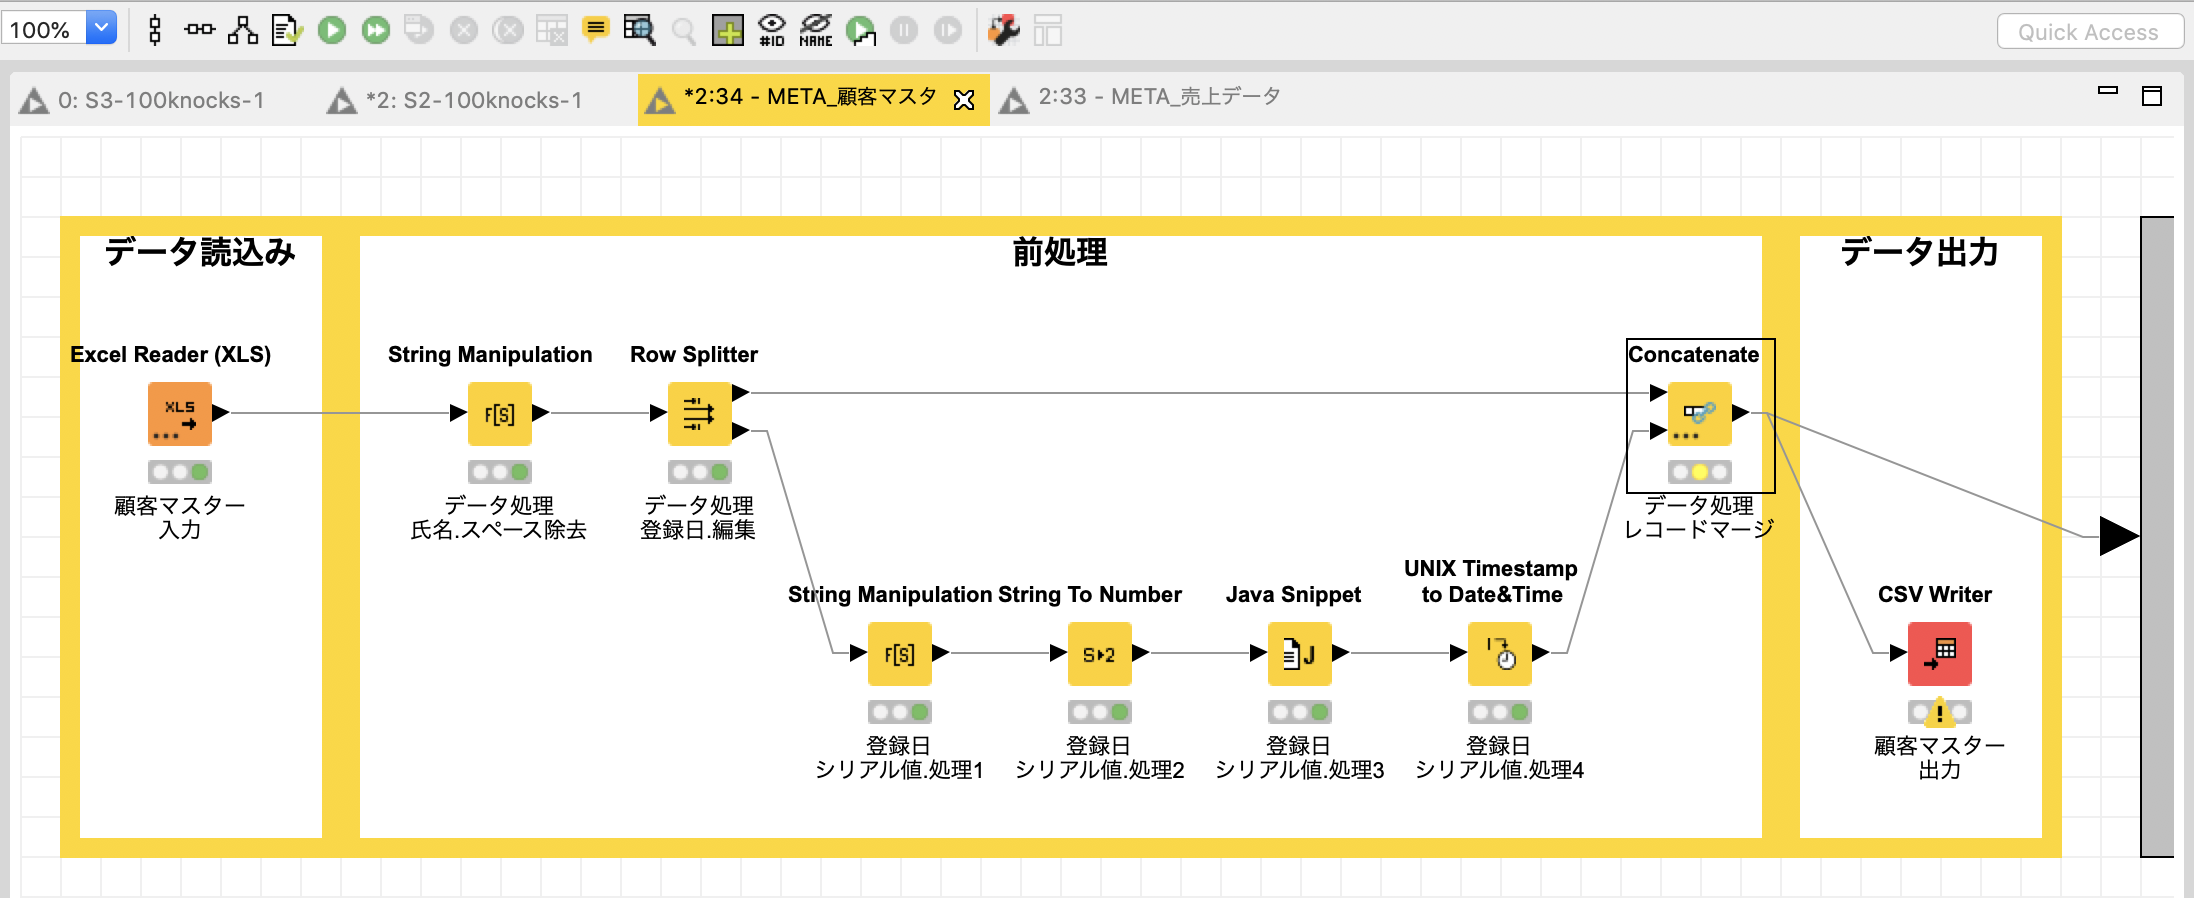 100%
#ID
NAME
Quick Access
0: S3-100knocks-1
*2: S2-100knocks-1
*2:34 - META_顧客マスタ
2:33 - META_売上データ
データ読込み
前処理
データ出力
Excel Reader (XLS)
XLS
顧客マスター
入力
String Manipulation
F[S]
データ処理
氏名.スペース除去
Row Splitter
データ処理
登録日.編集
Concatenate
データ処理
レコードマージ
String Manipulation
F[S]
登録日
シリアル値.処理1
String To Number
S▸2
登録日
シリアル値.処理2
Java Snippet
J
登録日
シリアル値.処理3
UNIX Timestamp
to Date&Time
登録日
シリアル値.処理4
CSV Writer
顧客マスター
出力